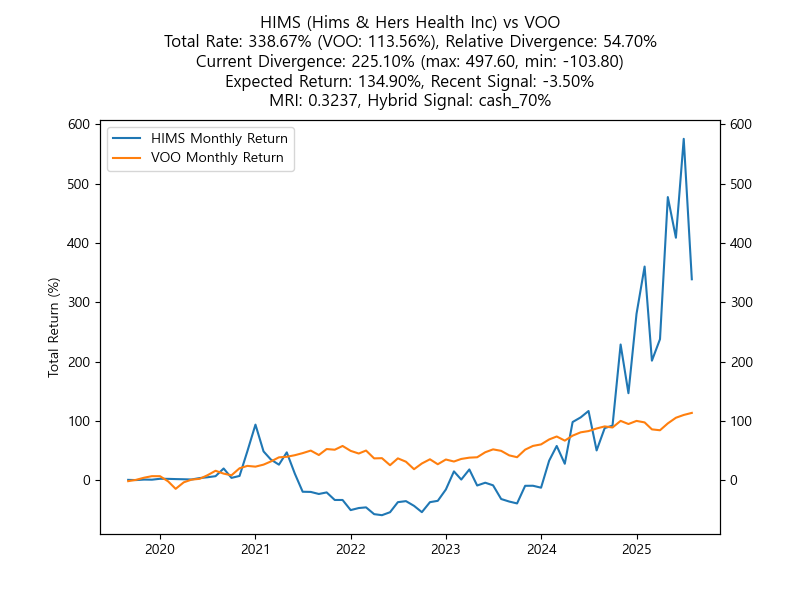 HIMS (Hims & Hers Health Inc) vs VOO
Total Rate: 338.67% (VOO: 113.56%), Relative Divergence: 54.70%
Current Divergence: 225.10% (max: 497.60, min: -103.80)
Expected Return: 134.90%, Recent Signal: -3.50%
MRI: 0.3237, Hybrid Signal: cash_70%
HIMS Monthly Return
VOO Monthly Return
Total Return (%)
600
500
400
300
200
100
0
600
500
400
300
200
100
0
2020 2021 2022 2023 2024 2025